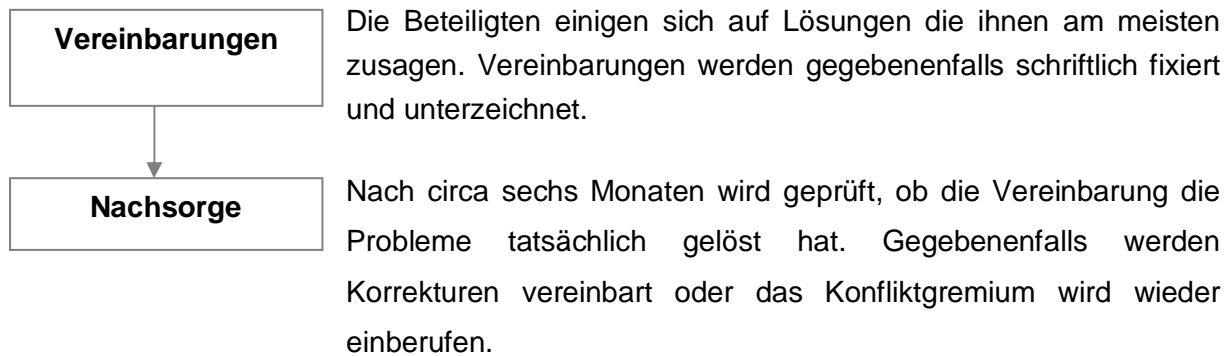 Vereinbarungen
Die Beteiligten einigen sich auf Lösungen die ihnen am meisten
zusagen. Vereinbarungen werden gegebenenfalls schriftlich fixiert
und unterzeichnet.
Nachsorge
Nach circa sechs Monaten wird geprüft, ob die Vereinbarung die
Probleme tatsächlich gelöst hat. Gegebenenfalls werden
Korrekturen vereinbart oder das Konfliktgremium wird wieder
einberufen.